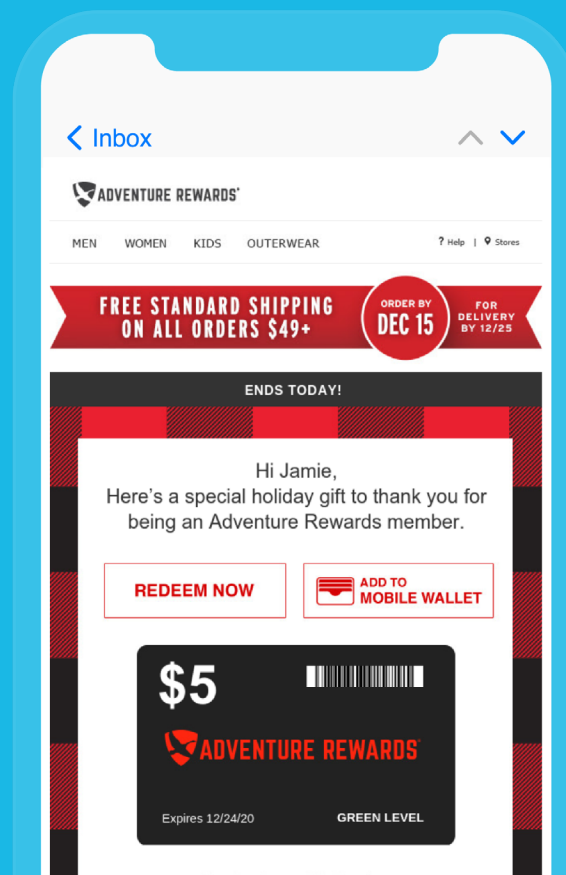 Inbox
ADVENTURE REWARDS®
MEN WOMEN KIDS OUTERWEAR ? Help | Stores
FREE STANDARD SHIPPING
ON ALL ORDERS $49+
ORDER BY
DEC 15
FOR
DELIVERY
BY 12/25
ENDS TODAY!
Hi Jamie,
Here’s a special holiday gift to thank you for
being an Adventure Rewards member.
REDEEM NOW
ADD TO
MOBILE WALLET
$5
ADVENTURE REWARDS
Expires 12/24/20 GREEN LEVEL